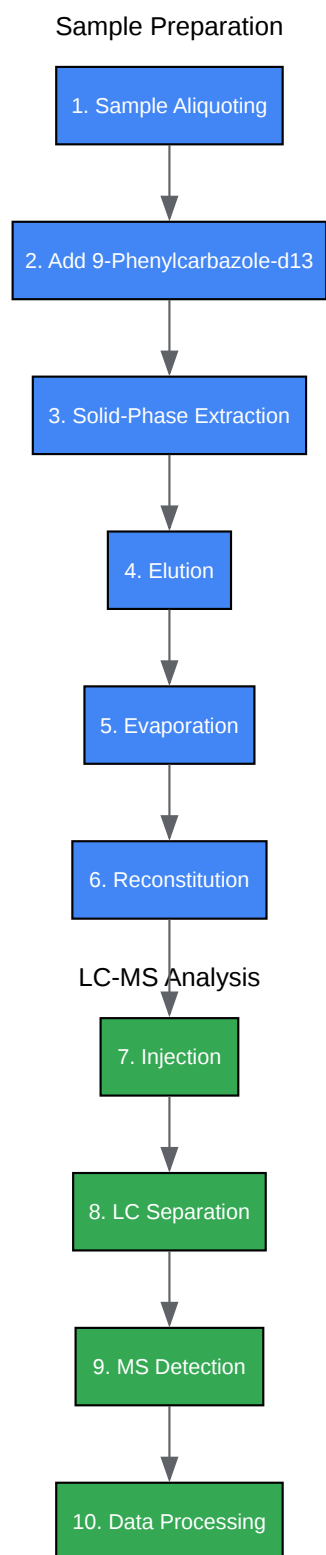 Sample Preparation
1. Sample Aliquoting
2. Add 9-Phenylcarbazole-d13
3. Solid-Phase Extraction
4. Elution
5. Evaporation
6. Reconstitution
LC-MS Analysis
7. Injection
8. LC Separation
9. MS Detection
10. Data Processing